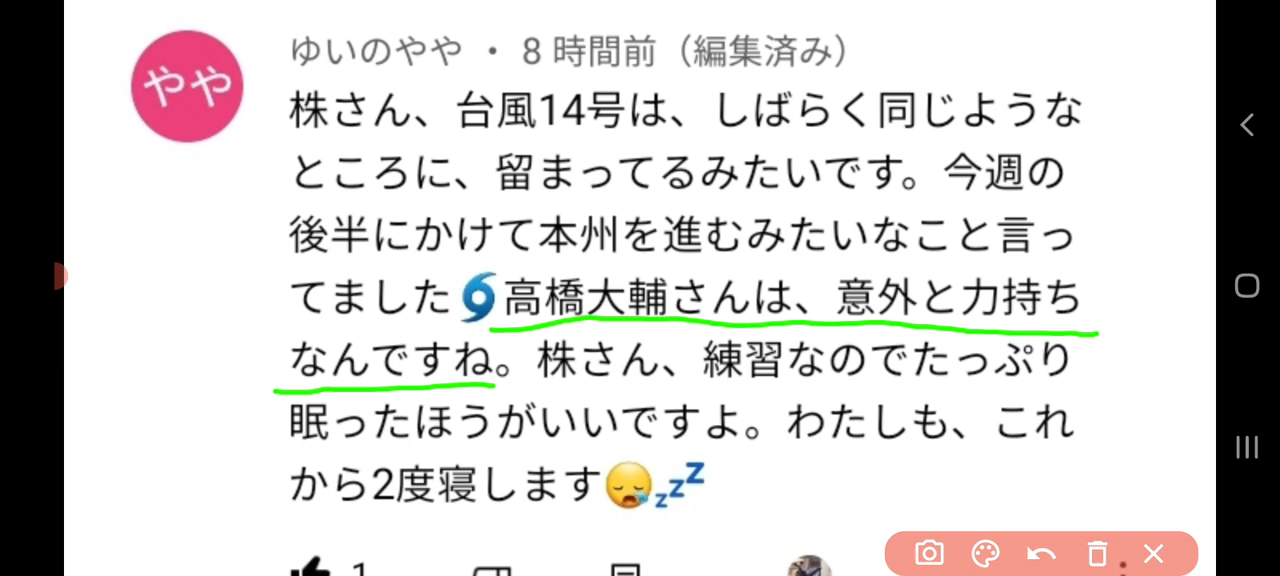 やや
ゆいのやや ・ 8 時間前（編集済み）
株さん、台風14号は、しばらく同じような
ところに、留まってるみたいです。今週の
後半にかけて本州を進むみたいなこと言っ
てました🌀高橋大輔さんは、意外と力持ち
なんですね。株さん、練習なのでたっぷり
眠ったほうがいいですよ。わたしも、これ
から2度寝します😪💤
1